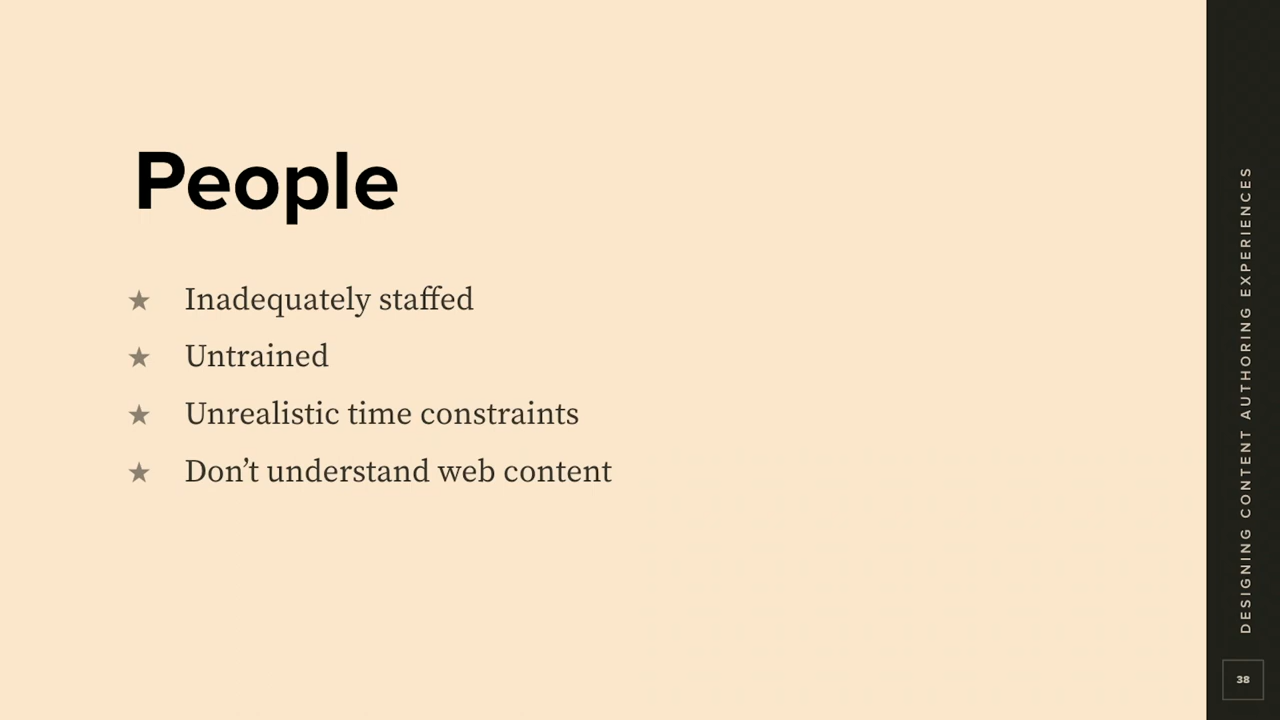 People
★ Inadequately staffed
★ Untrained
★ Unrealistic time constraints
★ Don’t understand web content
DESIGNING CONTENT AUTHORING EXPERIENCES
38